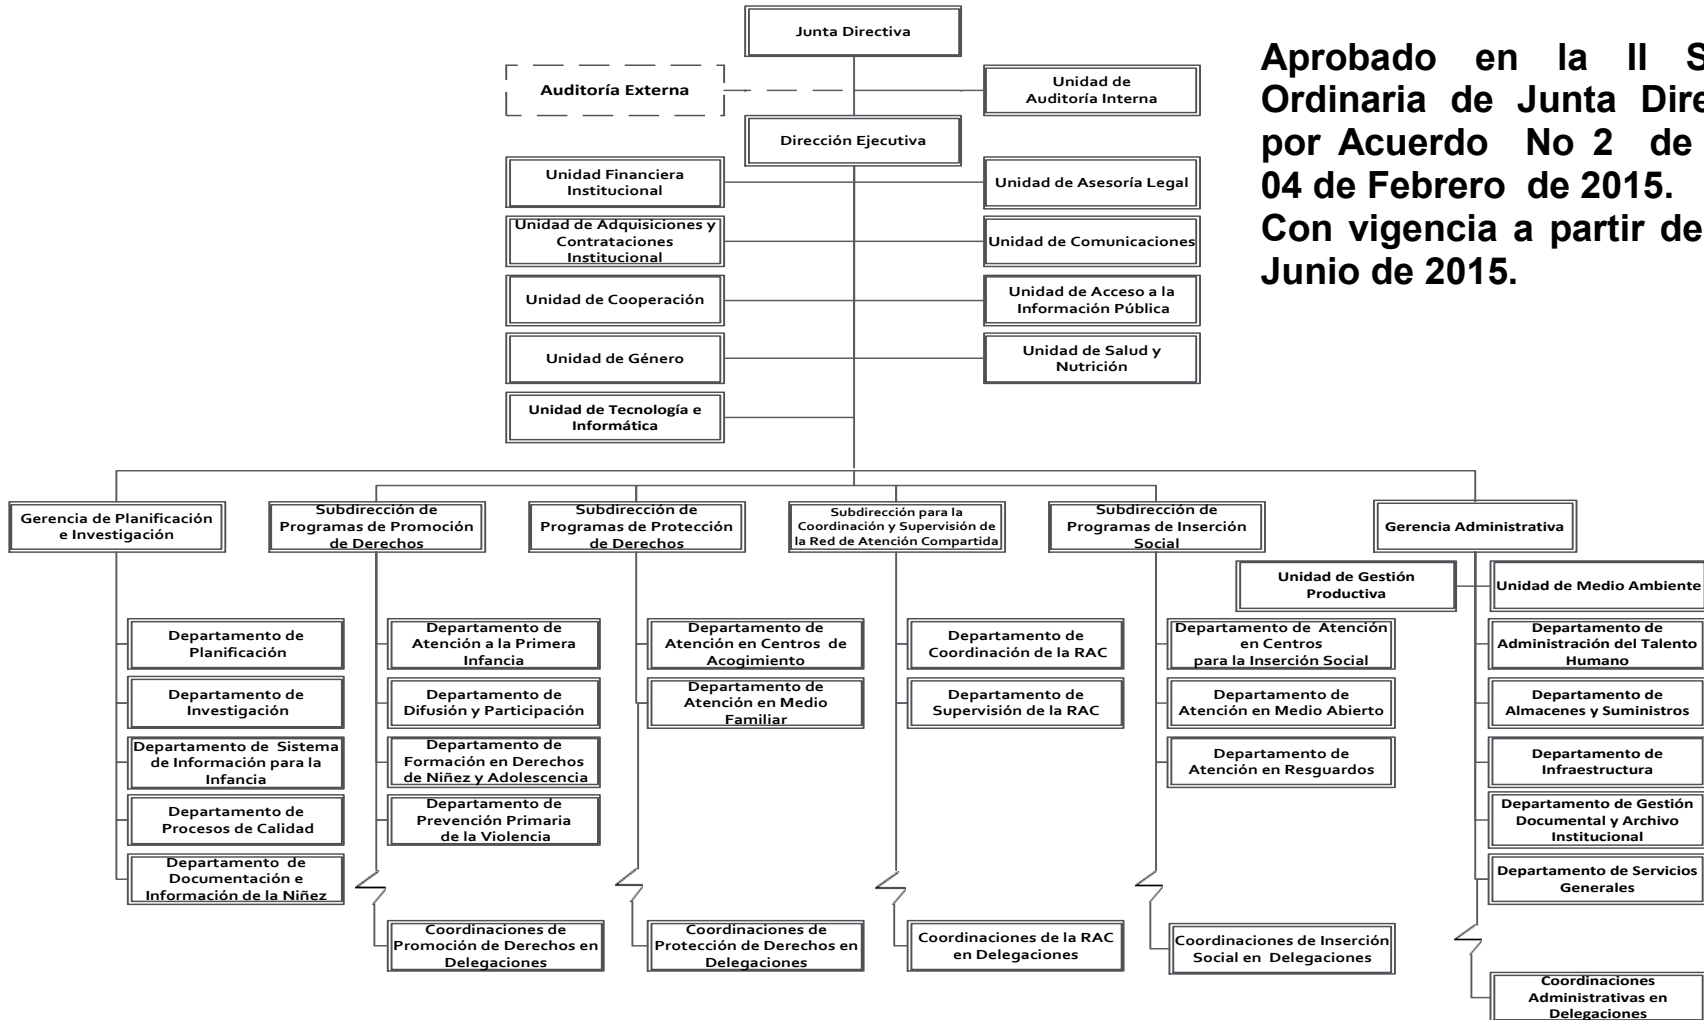 Junta Directiva
Auditoría Externa
Unidad de
Auditoría Interna
Dirección Ejecutiva
Aprobado en la II S
Ordinaria de Junta Dire
por Acuerdo No 2 de
04 de Febrero de 2015.
Con vigencia a partir de
Junio de 2015.
Unidad Financiera
Institucional
Unidad de Asesoría Legal
Unidad de Adquisiciones y
Contrataciones
Institucional
Unidad de Comunicaciones
Unidad de Cooperación
Unidad de Acceso a la
Información Pública
Unidad de Género
Unidad de Salud y
Nutrición
Unidad de Tecnología e
Informática
Gerencia de Planificación
e Investigación
Subdirección de
Programas de Promoción
de Derechos
Subdirección de
Programas de Protección
de Derechos
Subdirección para la
Coordinación y Supervisión de
la Red de Atención Compartida
Subdirección de
Programas de Inserción
Social
Gerencia Administrativa
Unidad de Gestión
Productiva
Unidad de Medio Ambiente
Departamento de
Planificación
Departamento de
Investigación
Departamento de Sistema
de Información para la
Infancia
Departamento de
Procesos de Calidad
Departamento de
Documentación e
Información de la Niñez
Departamento de
Atención a la Primera
Infancia
Departamento de
Difusión y Participación
Departamento de
Formación en Derechos
de Niñez y Adolescencia
Departamento de
Prevención Primaria
de la Violencia
Coordinaciones de
Promoción de Derechos en
Delegaciones
Departamento de
Atención en Centros de
Acogimiento
Departamento de
Atención en Medio
Familiar
Coordinaciones de
Protección de Derechos en
Delegaciones
Departamento de
Coordinación de la RAC
Departamento de
Supervisión de la RAC
Coordinaciones de la RAC
en Delegaciones
Departamento de Atención
en Centros
para la Inserción Social
Departamento de
Atención en Medio Abierto
Departamento de
Atención en Resguardos
Coordinaciones de Inserción
Social en Delegaciones
Departamento de
Administración del Talento
Humano
Departamento de
Almacenes y Suministros
Departamento de
Infraestructura
Departamento de Gestión
Documental y Archivo
Institucional
Departamento de Servicios
Generales
Coordinaciones
Administrativas en
Delegaciones